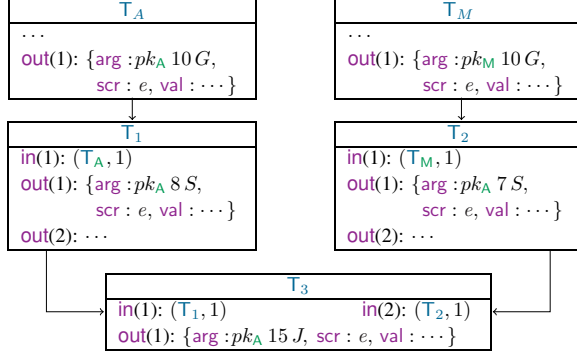 T_A
...
out(1): {arg : pk_A 10 G,
scr : e, val : ⋯}
T_M
...
out(1): {arg : pk_M 10 G,
scr : e, val : ⋯}
T_1
in(1): (T_A, 1)
out(1): {arg : pk_A 8 S,
scr : e, val : ⋯}
out(2): ⋯
T_2
in(1): (T_M, 1)
out(1): {arg : pk_A 7 S,
scr : e, val : ⋯}
out(2): ⋯
T_3
in(1): (T_1, 1) in(2): (T_2, 1)
out(1): {arg : pk_A 15 J, scr : e, val : ⋯}